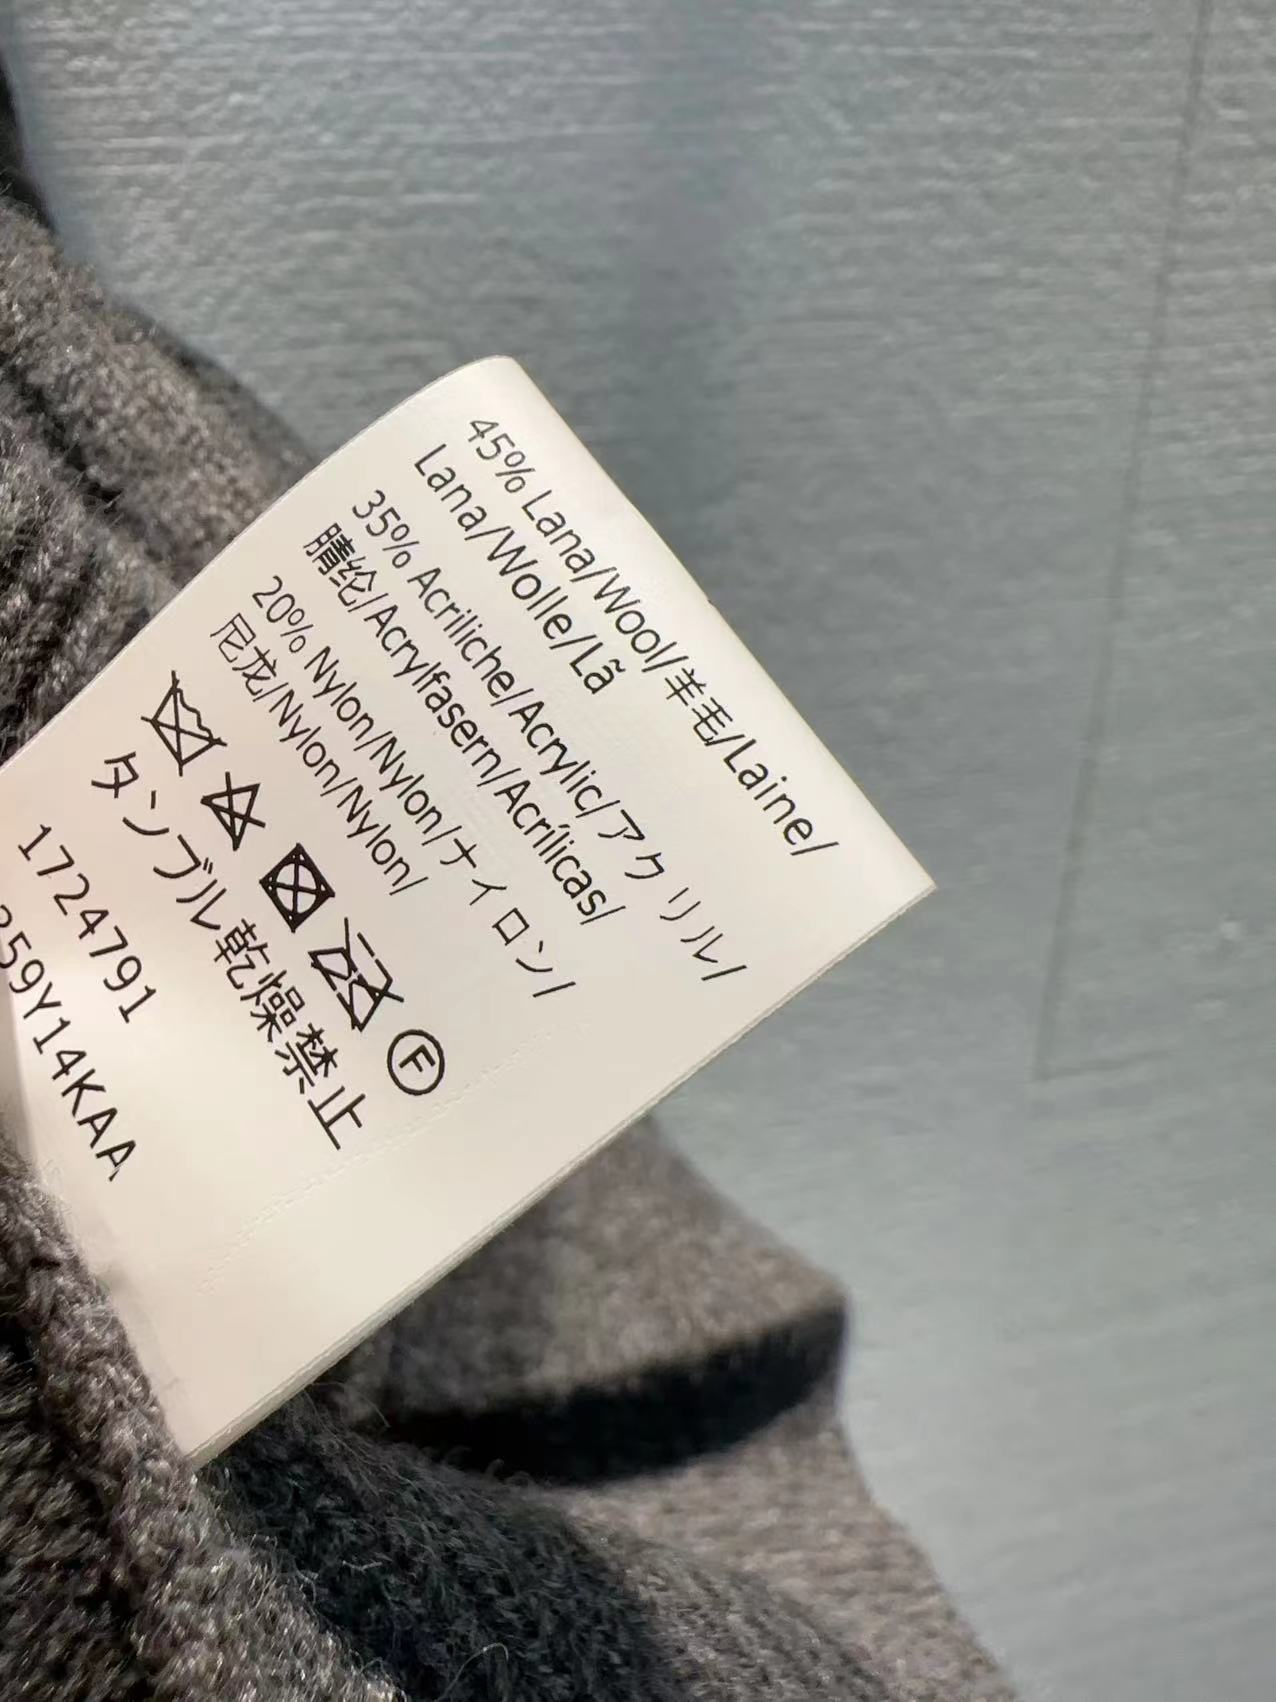 45% Lana/Wool/羊毛/Laine/
Lana/Wolle/Lã
35% Acriliche/Acrylic/アクリル/
腈纶/Acrylfasern/Acrílicas/
20% Nylon/Nylon/ナイロン/
尼龙/Nylon/Nylon/
F
タンブル乾燥禁止
1724791
259Y14KAA